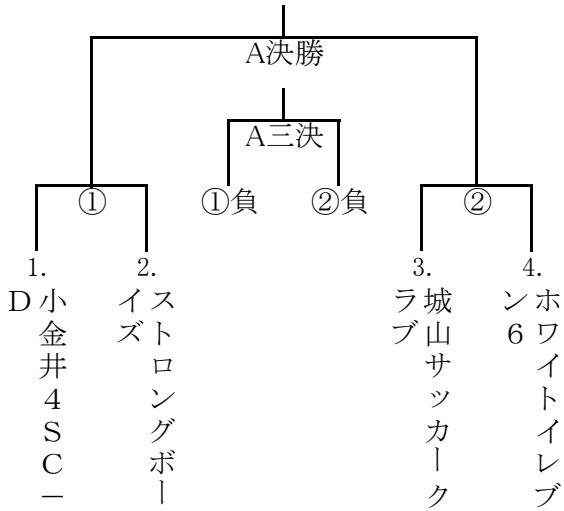 A決勝
A三決
① ①負 ②負 ②
1. 2. 3. 4.
小金井4SC－
D
ストロングボー
イズ
城山サッカーク
ラブ
ホワイトイレブ
ン6